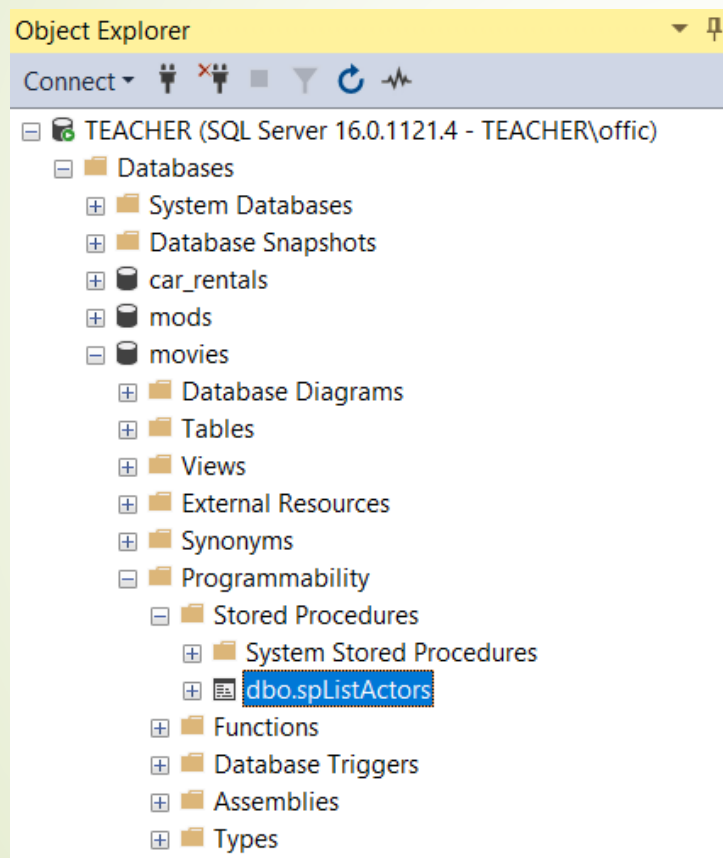 Object Explorer
Connect
TEACHER (SQL Server 16.0.1121.4 - TEACHER\offic)
Databases
System Databases
Database Snapshots
car_rentals
mods
movies
Database Diagrams
Tables
Views
External Resources
Synonyms
Programmability
Stored Procedures
System Stored Procedures
dbo.spListActors
Functions
Database Triggers
Assemblies
Types